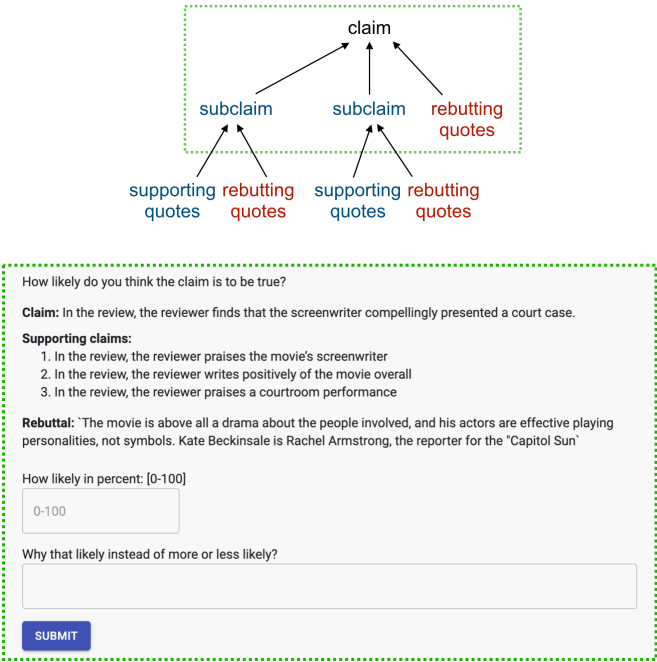 claim
subclaim subclaim rebutting
quotes
supporting rebutting supporting rebutting
quotes quotes quotes quotes
How likely do you think the claim is to be true?
Claim: In the review, the reviewer finds that the screenwriter compellingly presented a court case.
Supporting claims:
1. In the review, the reviewer praises the movie’s screenwriter
2. In the review, the reviewer writes positively of the movie overall
3. In the review, the reviewer praises a courtroom performance
Rebuttal: `The movie is above all a drama about the people involved, and his actors are effective playing
personalities, not symbols. Kate Beckinsale is Rachel Armstrong, the reporter for the "Capitol Sun`
How likely in percent: [0-100]
0-100
Why that likely instead of more or less likely?
SUBMIT